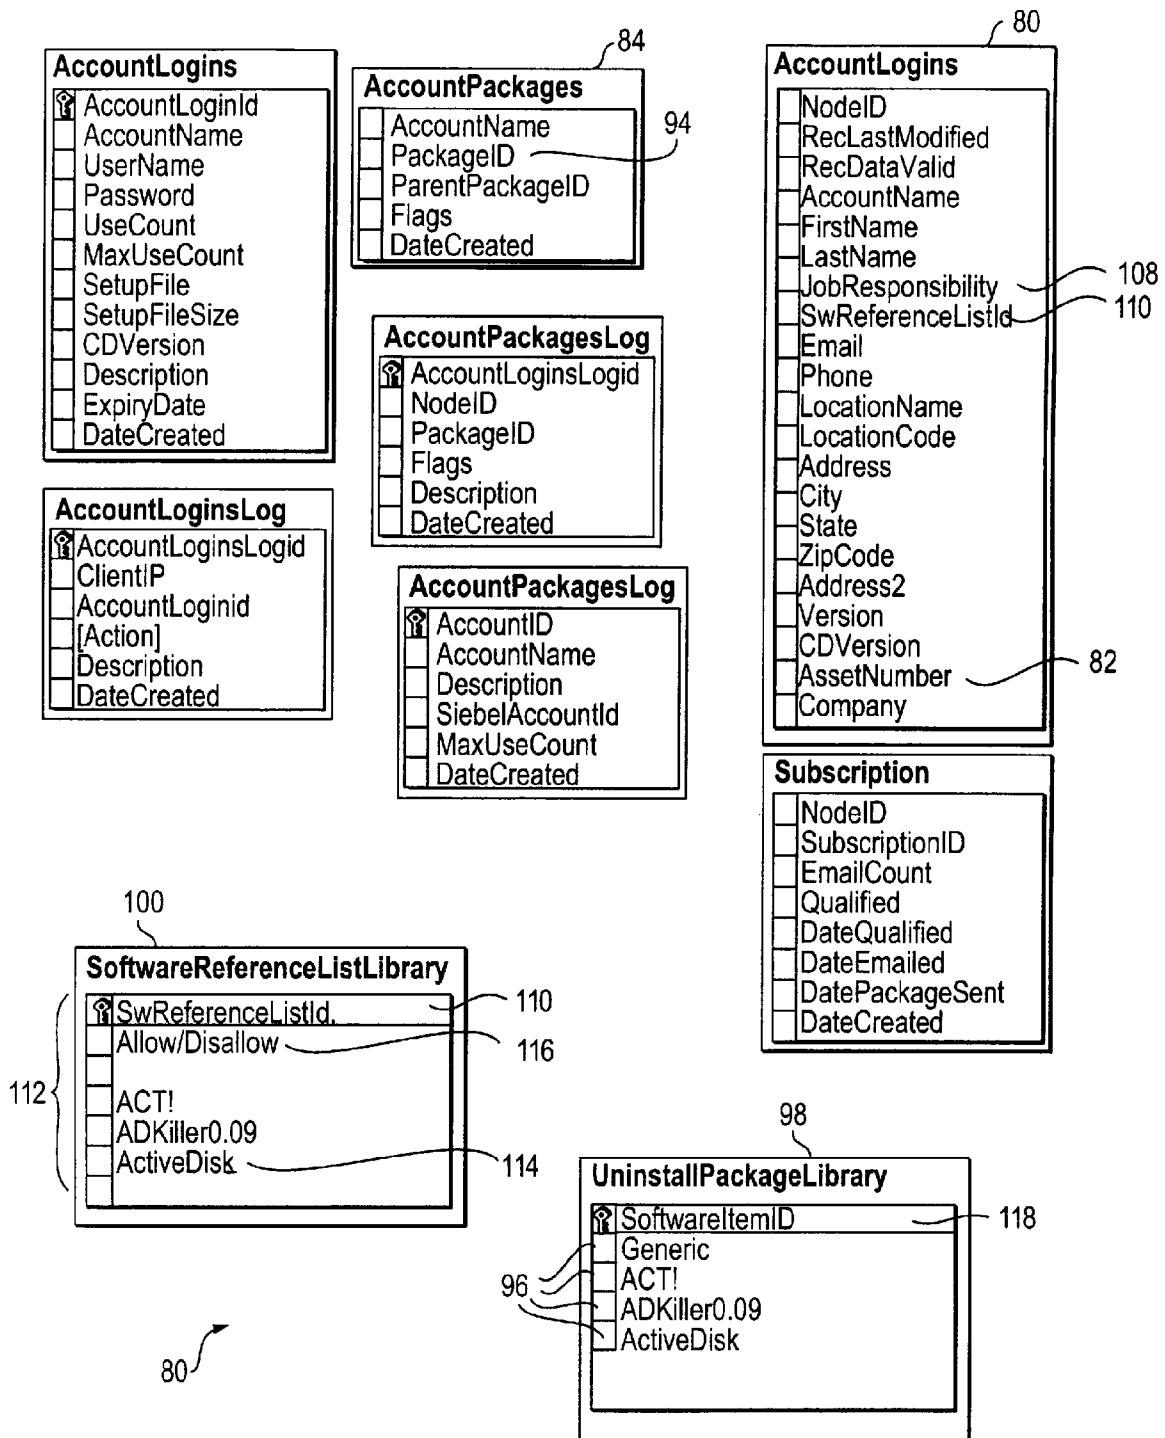 AccountLogins
AccountLoginId
AccountName
UserName
Password
UseCount
MaxUseCount
SetupFile
SetupFileSize
CDVersion
Description
ExpiryDate
DateCreated
84
AccountPackages
AccountName
PackageID
94
ParentPackageID
Flags
DateCreated
80
AccountLogins
NodeID
RecLastModified
RecDataValid
AccountName
FirstName
LastName
JobResponsibility
108
SwReferenceListId
110
Email
Phone
LocationName
LocationCode
Address
City
State
ZipCode
Address2
Version
CDVersion
AssetNumber
82
Company
AccountPackagesLog
AccountLoginsLogid
NodeID
PackageID
Flags
Description
DateCreated
AccountLoginsLog
AccountLoginsLogid
ClientIP
AccountLoginid
[Action]
Description
DateCreated
AccountPackagesLog
AccountID
AccountName
Description
SiebelAccountId
MaxUseCount
DateCreated
Subscription
NodeID
SubscriptionID
EmailCount
Qualified
DateQualified
DateEmailed
DatePackageSent
DateCreated
100
SoftwareReferenceListLibrary
SwReferenceListId.
110
Allow/Disallow
116
112
ACT!
ADKiller0.09
ActiveDisk
114
98
UninstallPackageLibrary
SoftwareItemID
118
Generic
96
ACT!
ADKiller0.09
ActiveDisk
80